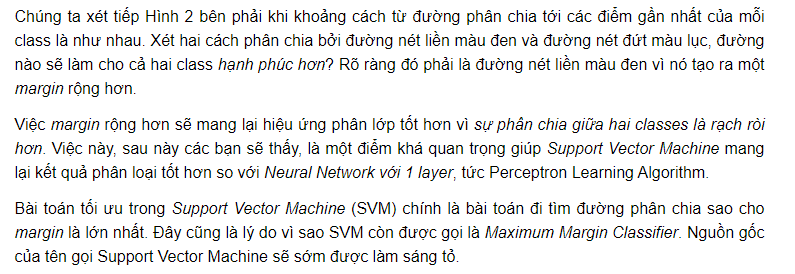 Chúng ta xét tiếp Hình 2 bên phải khi khoảng cách từ đường phân chia tới các điểm gần nhất của mỗi
class là như nhau. Xét hai cách phân chia bởi đường nét liền màu đen và đường nét đứt màu lục, đường
nào sẽ làm cho cả hai class hạnh phúc hơn? Rõ ràng đó phải là đường nét liền màu đen vì nó tạo ra một
margin rộng hơn.
Việc margin rộng hơn sẽ mang lại hiệu ứng phân lớp tốt hơn vì sự phân chia giữa hai classes là rạch ròi
hơn. Việc này, sau này các bạn sẽ thấy, là một điểm khá quan trọng giúp Support Vector Machine mang
lại kết quả phân loại tốt hơn so với Neural Network với 1 layer, tức Perceptron Learning Algorithm.
Bài toán tối ưu trong Support Vector Machine (SVM) chính là bài toán đi tìm đường phân chia sao cho
margin là lớn nhất. Đây cũng là lý do vì sao SVM còn được gọi là Maximum Margin Classifier. Nguồn gốc
của tên gọi Support Vector Machine sẽ sớm được làm sáng tỏ.